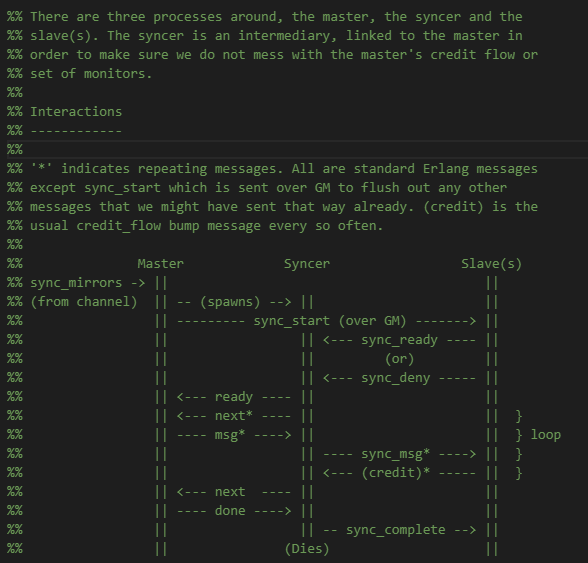 %% There are three processes around, the master, the syncer and the
%% slave(s). The syncer is an intermediary, linked to the master in
%% order to make sure we do not mess with the master's credit flow or
%% set of monitors.
%%
%% Interactions
%% ------------
%%
%% '*' indicates repeating messages. All are standard Erlang messages
%% except sync_start which is sent over GM to flush out any other
%% messages that we might have sent that way already. (credit) is the
%% usual credit_flow bump message every so often.
%%
%%               Master             Syncer                 Slave(s)
%% sync_mirrors -> ||                                         ||
%% (from channel)  || -- (spawns) --> ||                      ||
%%                 || --------- sync_start (over GM) -------> ||
%%                 ||                 || <--- sync_ready ---- ||
%%                 ||                 ||         (or)         ||
%%                 ||                 || <--- sync_deny ----- ||
%%                 || <--- ready ---- ||                      ||
%%                 || <--- next* ---- ||                      ||  }
%%                 || ---- msg* ----> ||                      ||  } loop
%%                 ||                 || ---- sync_msg* ----> ||  }
%%                 ||                 || <--- (credit)* ----- ||  }
%%                 || <--- next  ---- ||                      ||
%%                 || ---- done ----> ||                      ||
%%                 ||                 || -- sync_complete --> ||
%%                 ||               (Dies)                    ||